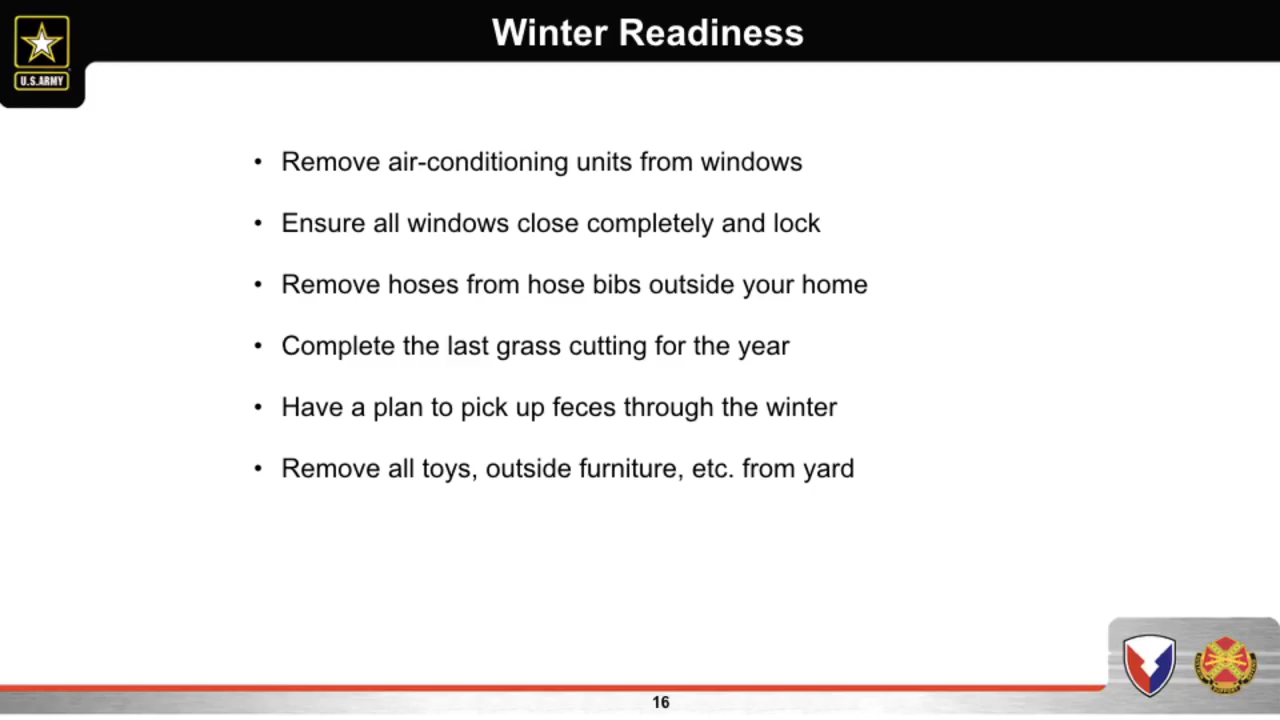 Winter Readiness
U.S.ARMY
• Remove air-conditioning units from windows
• Ensure all windows close completely and lock
• Remove hoses from hose bibs outside your home
• Complete the last grass cutting for the year
• Have a plan to pick up feces through the winter
• Remove all toys, outside furniture, etc. from yard
SUPPORT
16